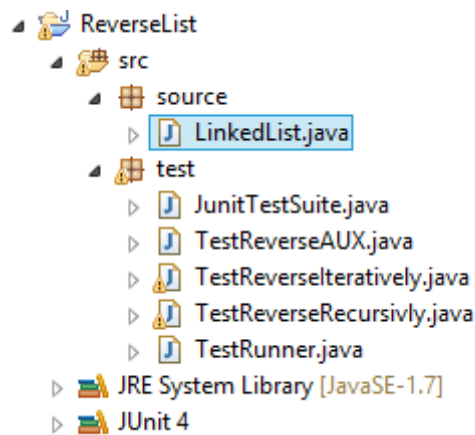 ReverseList
src
source
LinkedList.java
test
JunitTestSuite.java
TestReverseAUX.java
TestReverseIteratively.java
TestReverseRecursivly.java
TestRunner.java
JRE System Library [JavaSE-1.7]
JUnit 4